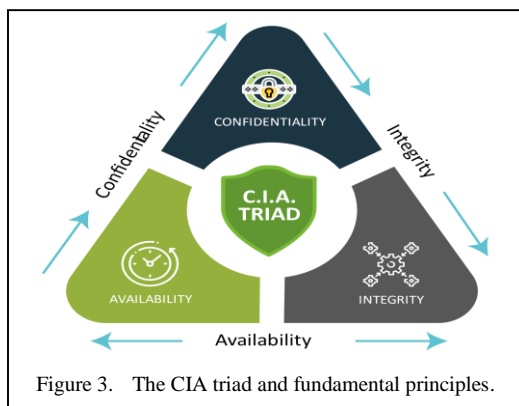 CONFIDENTIALITY
Confidentiality
Integrity
C.I.A.
TRIAD
AVAILABILITY
INTEGRITY
Availability
Figure 3. The CIA triad and fundamental principles.